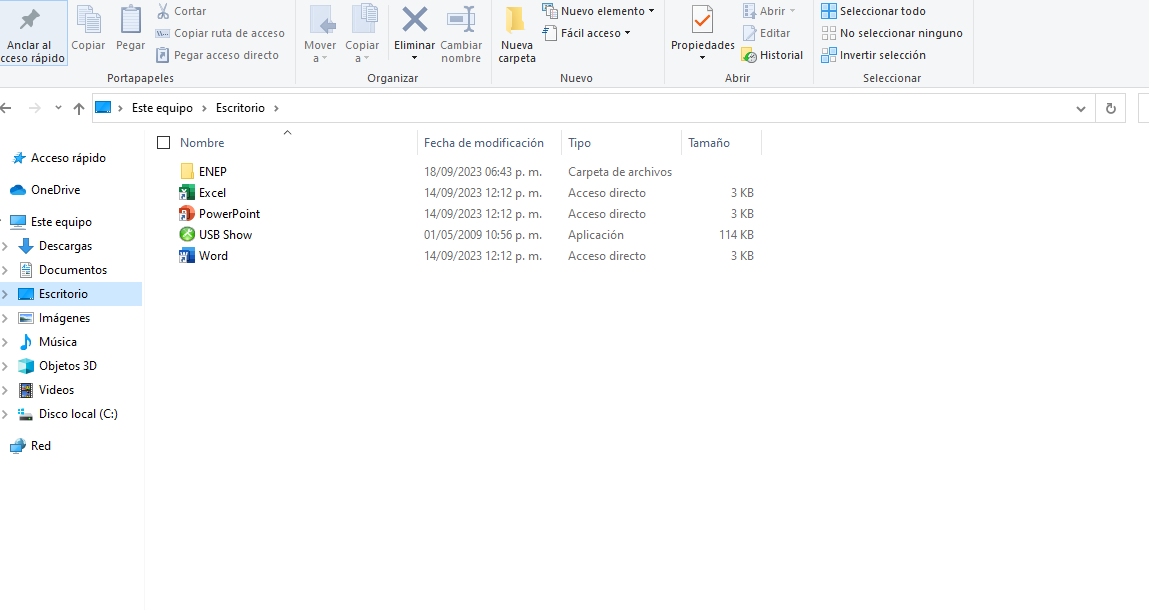 Anclar al
cceso rápido
Copiar
Pegar
Cortar
Copiar ruta de acceso
Pegar acceso directo
Portapapeles
Mover
a
Copiar
a
Eliminar
Cambiar
nombre
Organizar
Nueva
carpeta
Nuevo elemento
Fácil acceso
Nuevo
Propiedades
Abrir
Editar
Historial
Abrir
Seleccionar todo
No seleccionar ninguno
Invertir selección
Seleccionar
Este equipo > Escritorio >
Acceso rápido
OneDrive
Este equipo
Descargas
Documentos
Escritorio
Imágenes
Música
Objetos 3D
Videos
Disco local (C:)
Red
Nombre Fecha de modificación Tipo Tamaño
ENEP 18/09/2023 06:43 p. m. Carpeta de archivos
Excel 14/09/2023 12:12 p. m. Acceso directo 3 KB
PowerPoint 14/09/2023 12:12 p. m. Acceso directo 3 KB
USB Show 01/05/2009 10:56 p. m. Aplicación 114 KB
Word 14/09/2023 12:12 p. m. Acceso directo 3 KB